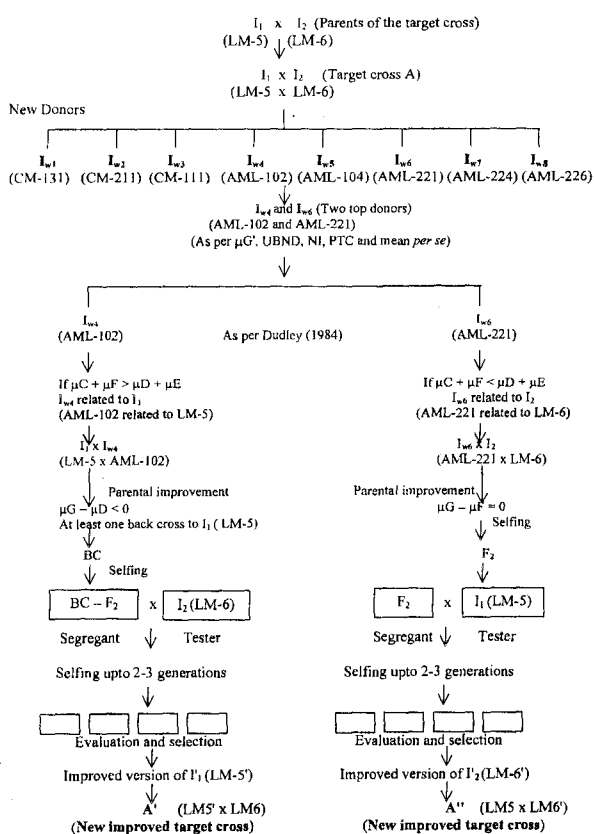 I₁ x I₂ (Parents of the target cross)
(LM-5) (LM-6)
I₁ x I₂ (Target cross A)
(LM-5 x LM-6)
New Donors
Iw1 Iw2 Iw3 Iw4 Iw5 Iw6 Iw7 Iw8
(CM-131) (CM-211) (CM-111) (AML-102) (AML-104) (AML-221) (AML-224) (AML-226)
Iw4 and Iw6 (Two top donors)
(AML-102 and AML-221)
(As per µG', UBND, NI, PTC and mean per se)
Iw4
(AML-102)
As per Dudley (1984)
Iw6
(AML-221)
If µC + µF > µD + µE
Iw4 related to I₁
(AML-102 related to LM-5)
I₁ x Iw4
(LM-5 x AML-102)
Parental improvement
µG – µD < 0
At least one back cross to I₁ ( LM-5)
BC
Selfing
BC – F₂ x I₂ (LM-6)
Segregant Tester
Selfing upto 2-3 generations
Evaluation and selection
Improved version of I'₁ (LM-5')
A' (LM5' x LM6)
(New improved target cross)
If µC + µF < µD + µE
Iw6 related to I₂
(AML-221 related to LM-6)
Iw6 x I₂
(AML-221 x LM-6)
Parental improvement
µG – µF = 0
Selfing
F₂
F₂ x I₁ (LM-5)
Segregant Tester
Selfing upto 2-3 generations
Evaluation and selection
Improved version of I'₂ (LM-6')
A'' (LM5 x LM6')
(New improved target cross)